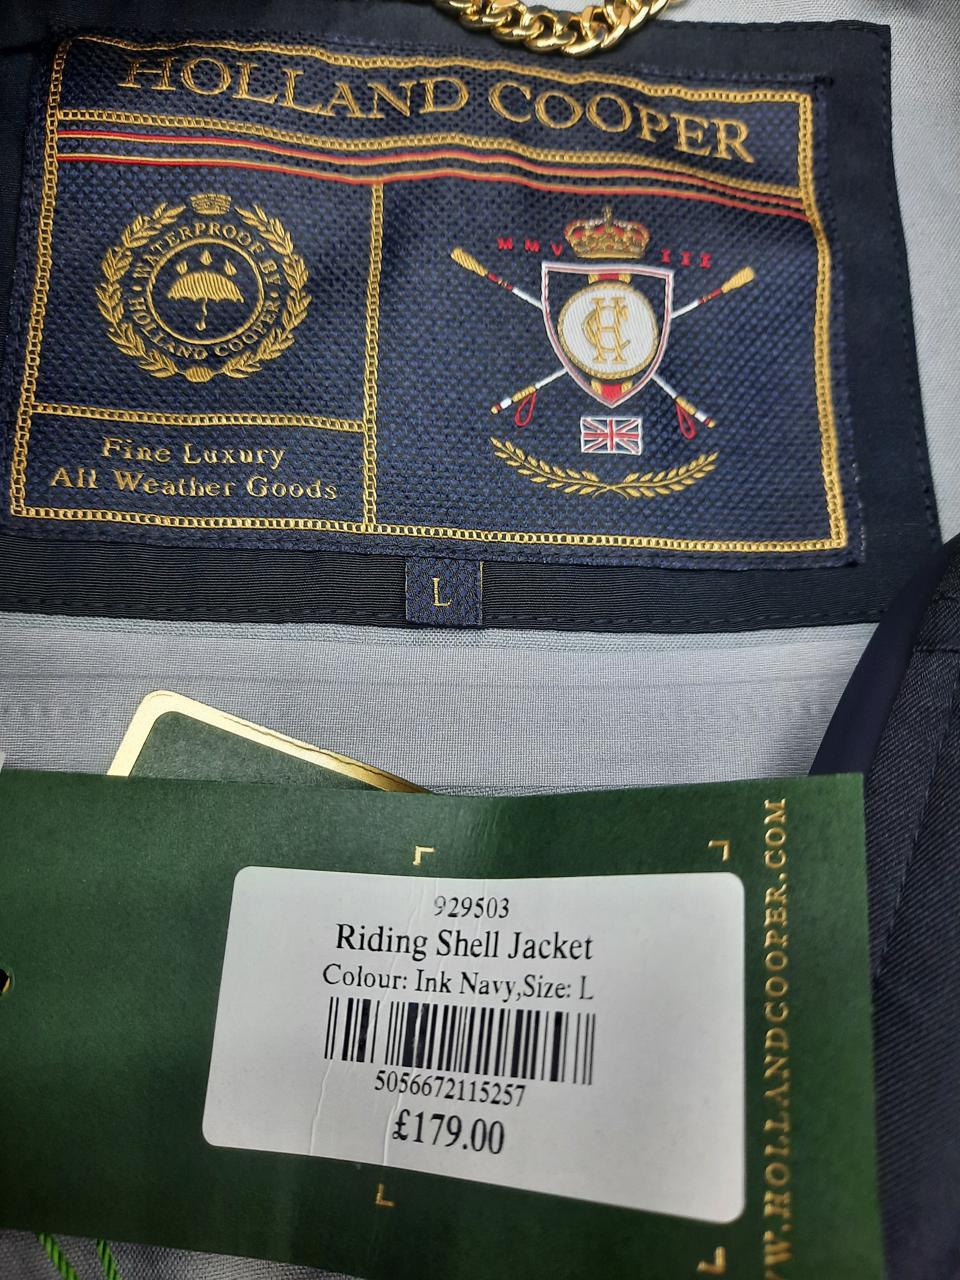 HOLLAND COOPER
WATERPROOF BY
HOLLAND COOPER
Fine Luxury
All Weather Goods
MMV III
HC
L
929503
Riding Shell Jacket
Colour: Ink Navy,Size: L
5056672115257
£179.00
W.HOLLANDCOOPER.COM